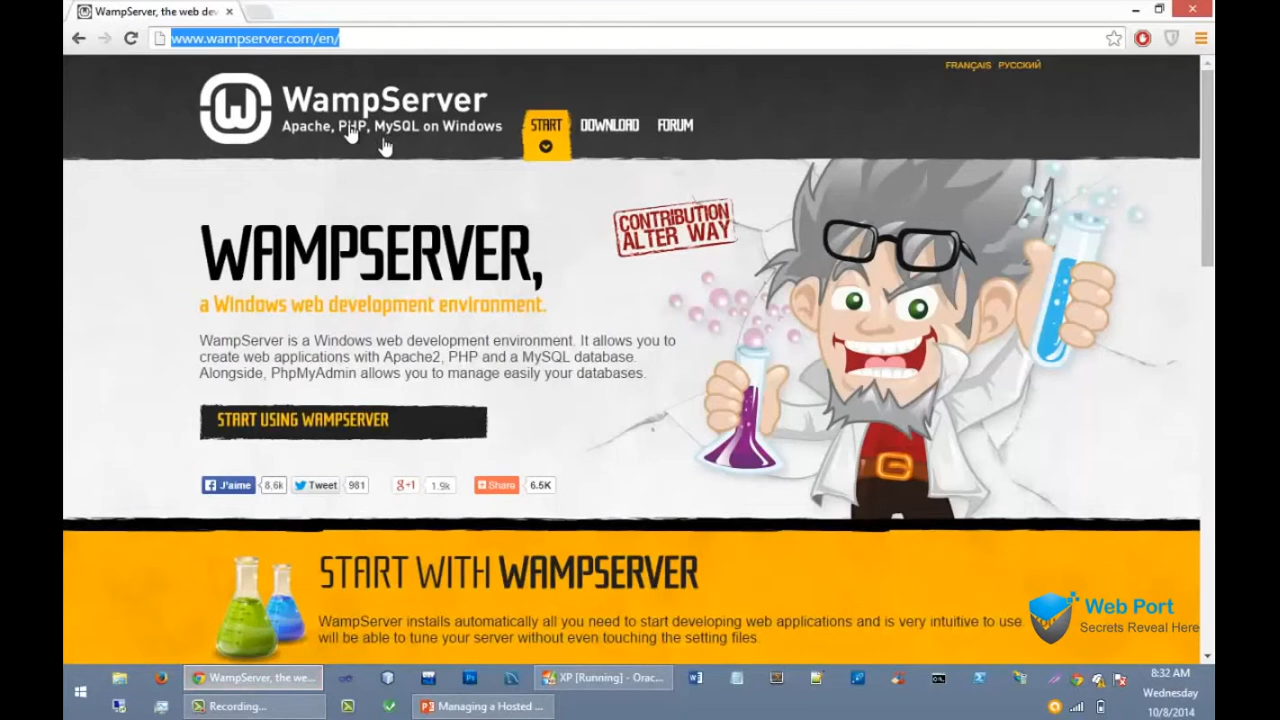 WampServer, the web dev
www.wampserver.com/en/
FRANÇAIS РУССКИЙ
WampServer
Apache, PHP, MySQL on Windows
START
DOWNLOAD
FORUM
CONTRIBUTION
ALTER WAY
WAMPSERVER,
a Windows web development environment.
WampServer is a Windows web development environment. It allows you to
create web applications with Apache2, PHP and a MySQL database.
Alongside, PhpMyAdmin allows you to manage easily your databases.
START USING WAMPSERVER
J'aime 8.6k Tweet 981 g+1 1.9k Share 6.5K
START WITH WAMPSERVER
WampServer installs automatically all you need to start developing web applications and is very intuitive to use.
will be able to tune your server without even touching the setting files.
Web Port
Secrets Reveal Here
WampServer, the we...
XP [Running] - Orac...
8:32 AM
Wednesday
10/8/2014
Recording...
Managing a Hosted ...